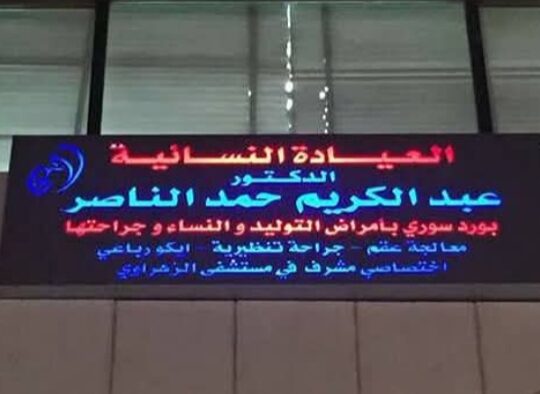 العيادة النسائية
الدكتور
عبد الكريم حمد الناصر
بورد سوري بأمراض التوليد و النساء و جراحتها
معالجة عقم - جراحة تنظيرية - ايكو رباعي
اختصاصي مشرف في مستشفى الزهراوي